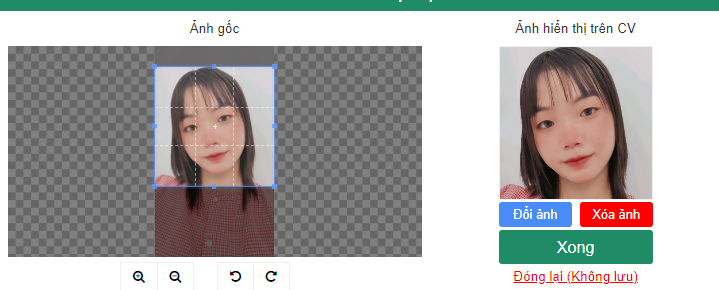 Ảnh gốc
Ảnh hiển thị trên CV
Đổi ảnh
Xóa ảnh
Xong
Đóng lại (Không lưu)